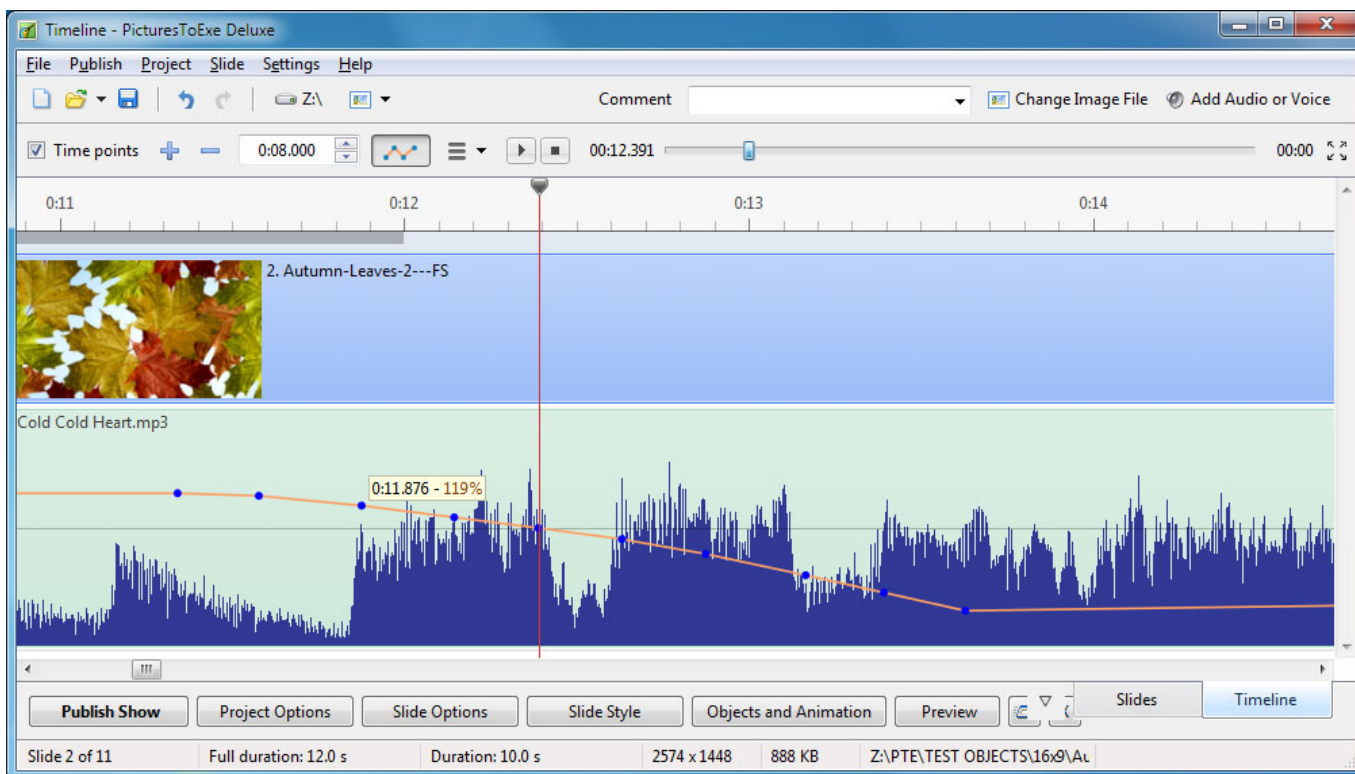 Timeline - PicturesToExe Deluxe
File Publish Project Slide Settings Help
Z:\ Comment Change Image File Add Audio or Voice
Time points 0:08.000 00:12.391 00:00
0:11 0:12 0:13 0:14
2. Autumn-Leaves-2---FS
Cold Cold Heart.mp3
0:11.876 - 119%
Slides Timeline
Publish Show Project Options Slide Options Slide Style Objects and Animation Preview
Slide 2 of 11 Full duration: 12.0 s Duration: 10.0 s 2574 x 1448 888 KB Z:\PTE\TEST OBJECTS\16x9\Au